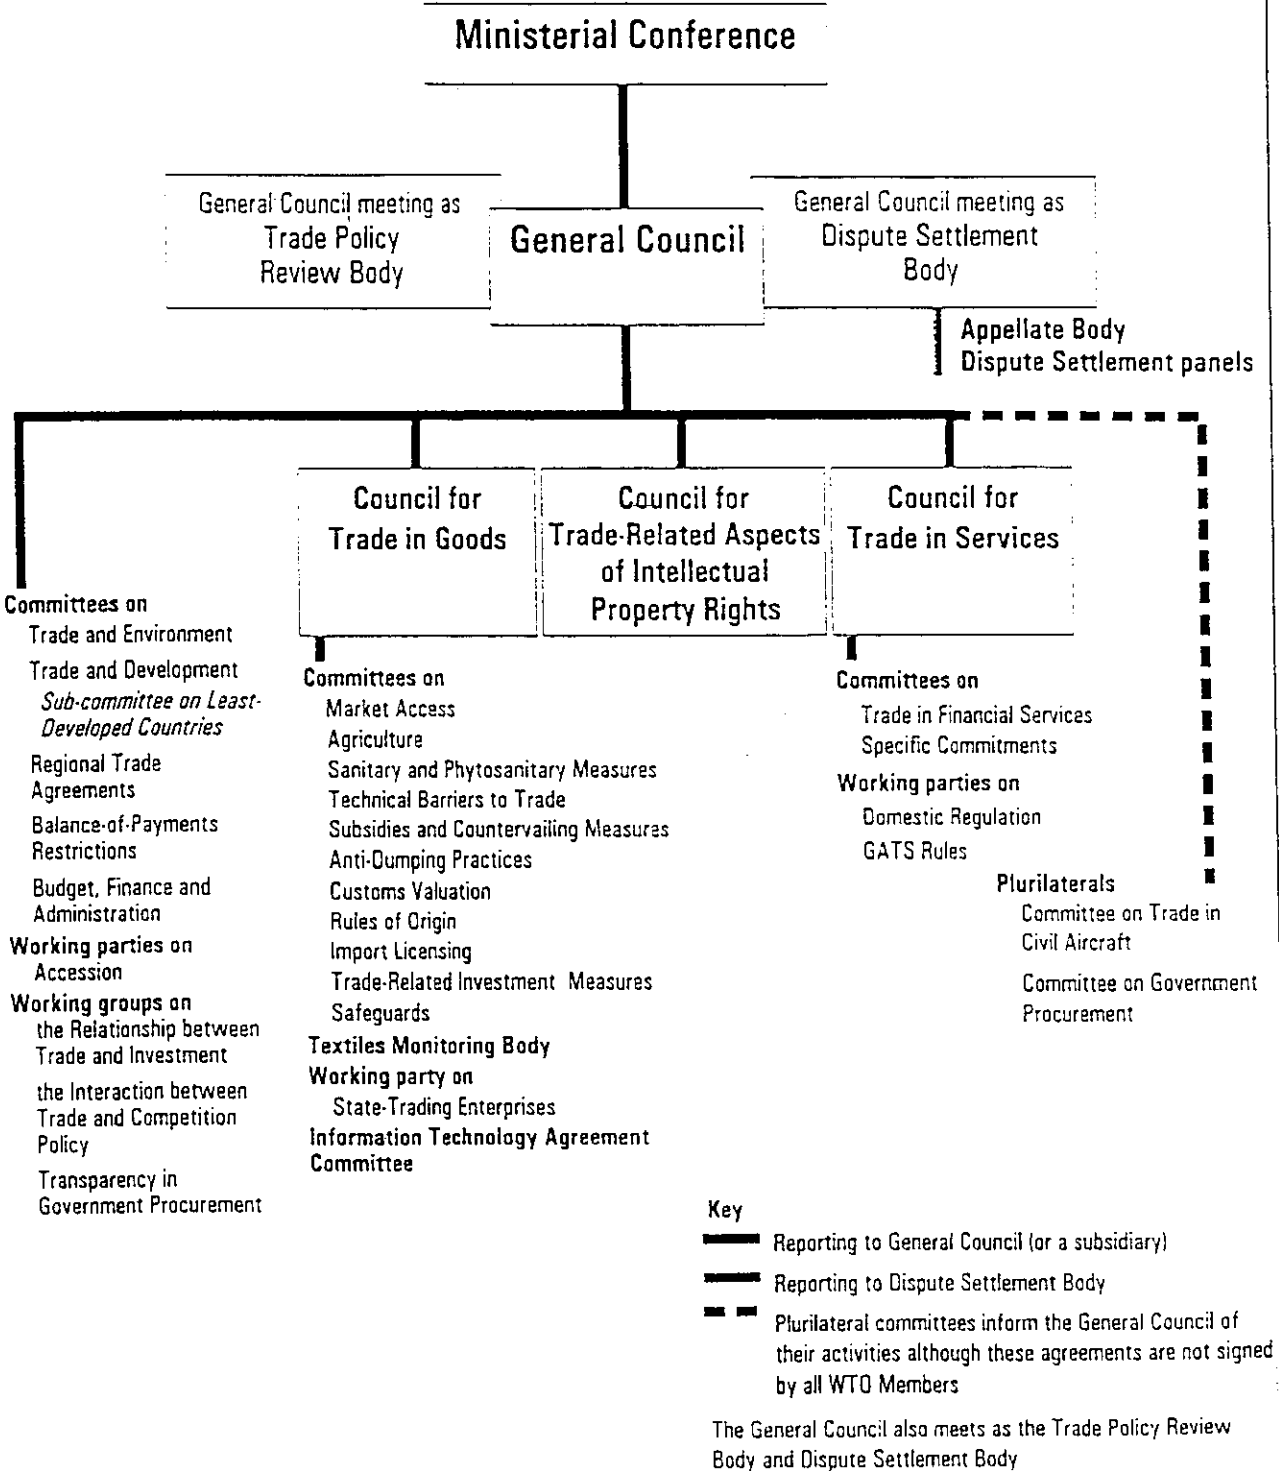 Ministerial Conference
General Council meeting as
Trade Policy
Review Body
General Council
General Council meeting as
Dispute Settlement
Body
Appellate Body
Dispute Settlement panels
Council for
Trade in Goods
Council for
Trade-Related Aspects
of Intellectual
Property Rights
Council for
Trade in Services
Committees on
Trade and Environment
Trade and Development
Sub-committee on Least-
Developed Countries
Regional Trade
Agreements
Balance-of-Payments
Restrictions
Budget, Finance and
Administration
Working parties on
Accession
Working groups on
the Relationship between
Trade and Investment
the Interaction between
Trade and Competition
Policy
Transparency in
Government Procurement
Committees on
Market Access
Agriculture
Sanitary and Phytosanitary Measures
Technical Barriers to Trade
Subsidies and Countervailing Measures
Anti-Dumping Practices
Customs Valuation
Rules of Origin
Import Licensing
Trade-Related Investment Measures
Safeguards
Textiles Monitoring Body
Working party on
State-Trading Enterprises
Information Technology Agreement
Committee
Committees on
Trade in Financial Services
Specific Commitments
Working parties on
Domestic Regulation
GATS Rules
Plurilaterals
Committee on Trade in
Civil Aircraft
Committee on Government
Procurement
Key
Reporting to General Council (or a subsidiary)
Reporting to Dispute Settlement Body
Plurilateral committees inform the General Council of
their activities although these agreements are not signed
by all WTO Members
The General Council also meets as the Trade Policy Review
Body and Dispute Settlement Body